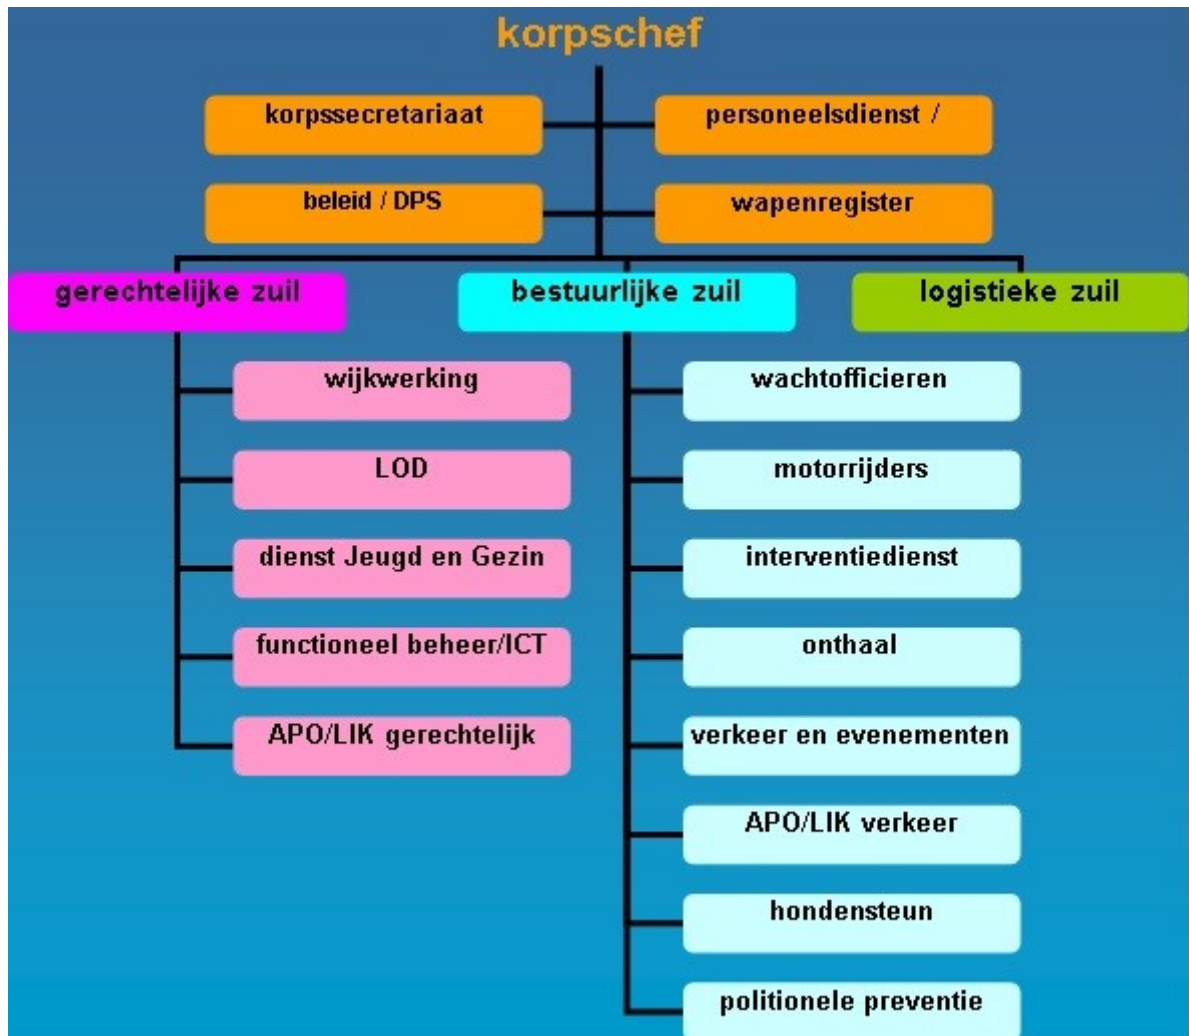 korpschef
korpssecretariaat
personeelsdienst /
beleid / DPS
wapenregister
gerechtelijke zuil
bestuurlijke zuil
logistieke zuil
wijkwerking
LOD
dienst Jeugd en Gezin
functioneel beheer/ICT
APO/LIK gerechtelijk
wachtofficieren
motorrijders
interventiedienst
onthaal
verkeer en evenementen
APO/LIK verkeer
hondensteun
politionele preventie